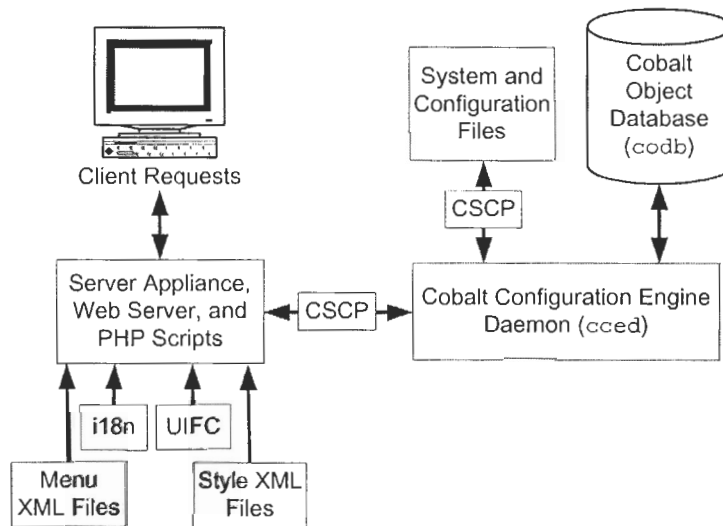 Client Requests
System and
Configuration
Files
Cobalt
Object
Database
(codb)
CSCP
Server Appliance,
Web Server, and
PHP Scripts
CSCP
Cobalt Configuration Engine
Daemon (cced)
i18n
UIFC
Menu
XML Files
Style XML
Files